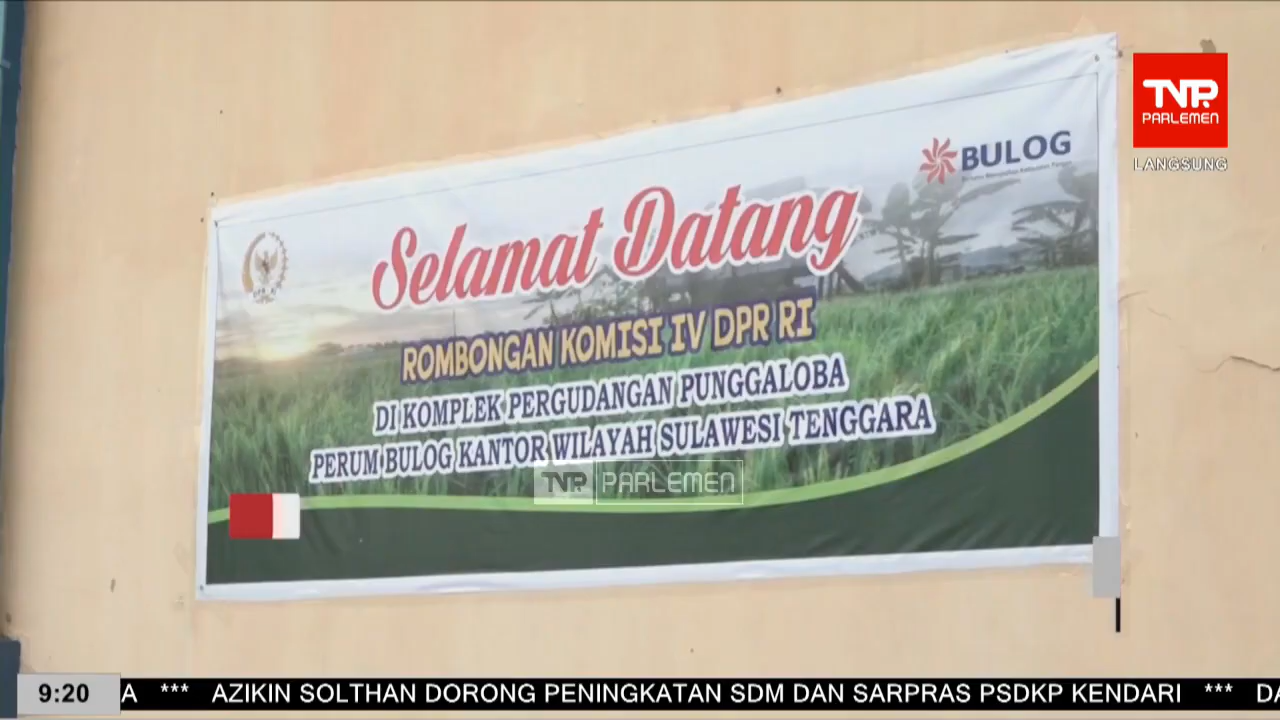 TVR
PARLEMEN
LANGSUNG
BULOG
Selamat Datang
ROMBONGAN KOMISI IV DPR RI
DI KOMPLEK PERGUDANGAN PUNGGALOBA
PERUM BULOG KANTOR WILAYAH SULAWESI TENGGARA
TVR PARLEMEN
9:20
A *** AZIKIN SOLTHAN DORONG PENINGKATAN SDM DAN SARPRAS PSDKP KENDARI *** DA